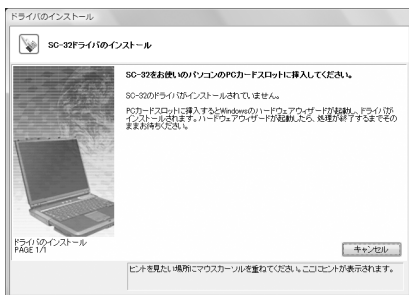 ドライバのインストール
SC-32ドライバのインストール
SC-32をお使いのパソコンのPCカードスロットに挿入してください。
SC-32のドライバがインストールされていません。
PCカードスロットに挿入するとWindowsのハードウェアウィザードが起動し、ドライバが
インストールされます。ハードウェアウィザードが起動したら、処理が終了するまでその
ままお待ちください。
ドライバのインストール
PAGE 1/1
キャンセル
ヒントを見たい場所にマウスカーソルを重ねてください。ここにヒントが表示されます。